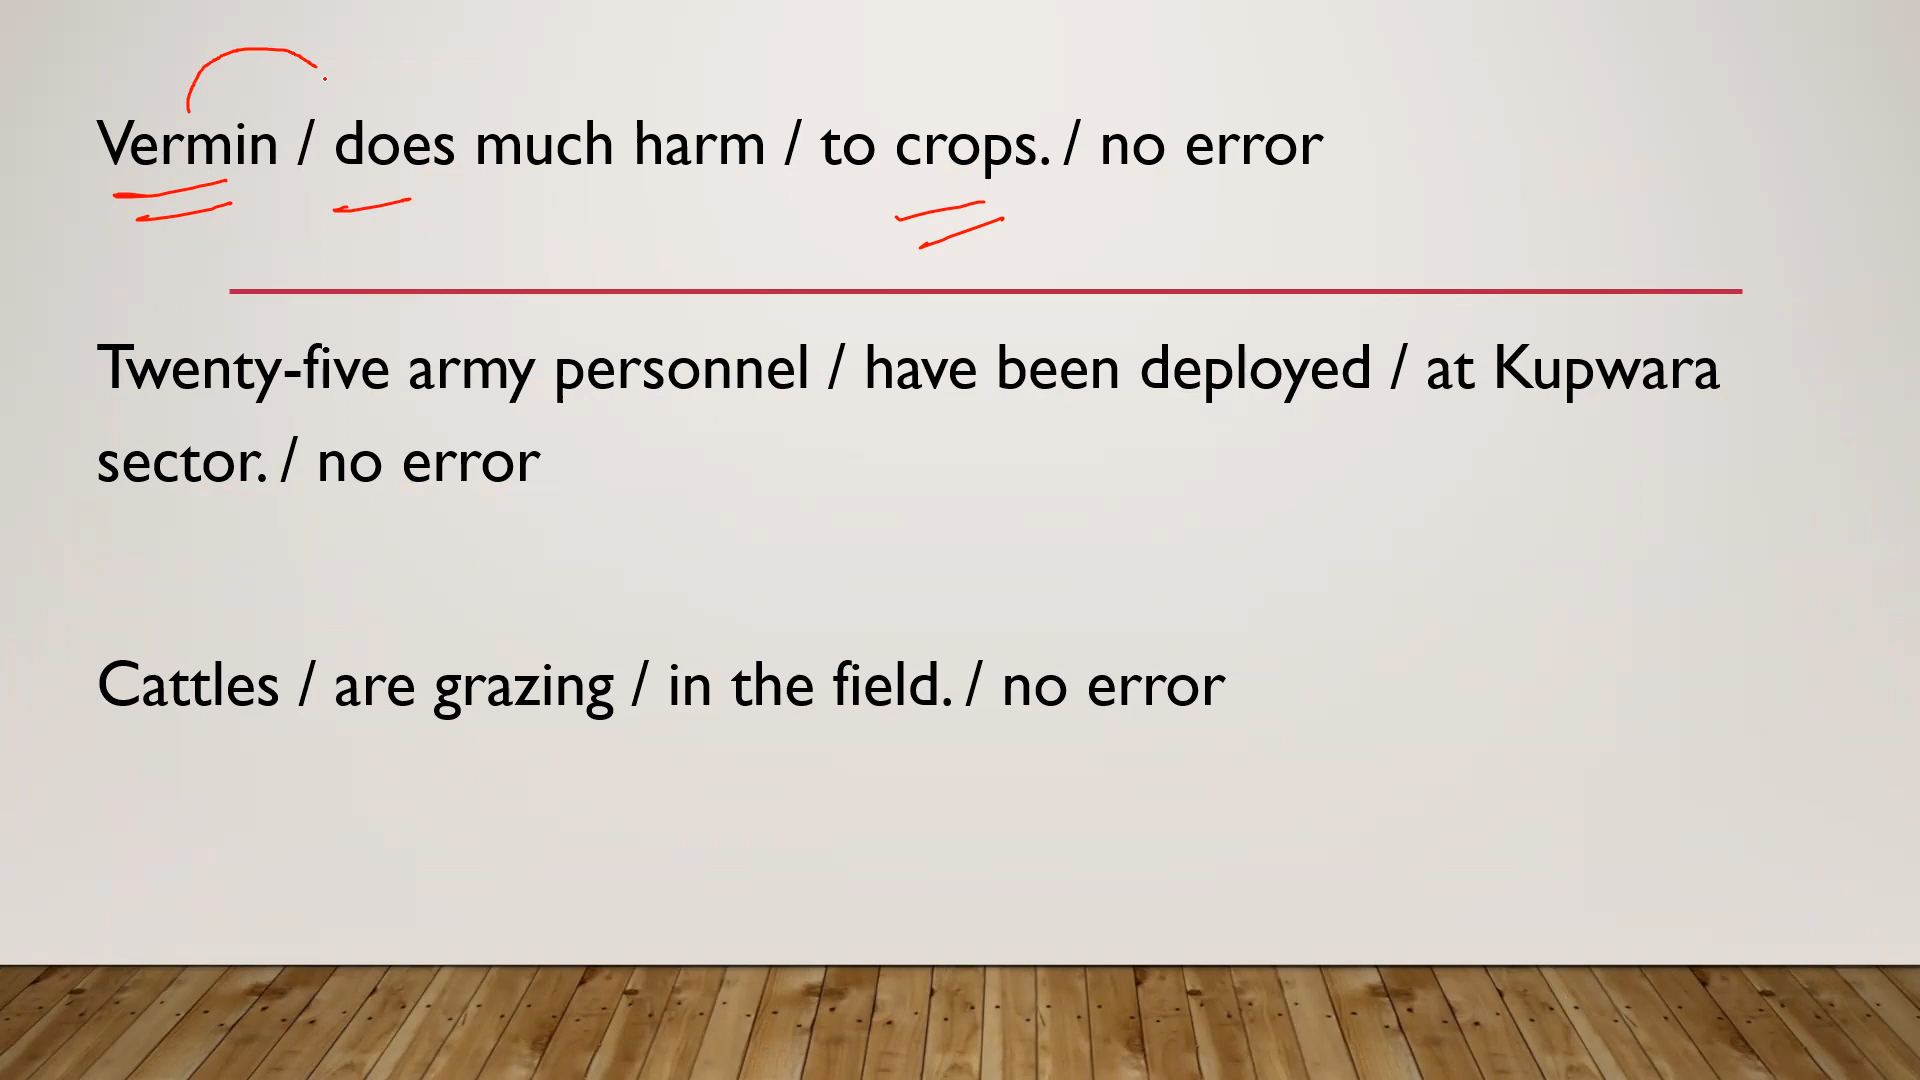 Vermin / does much harm / to crops. / no error
Twenty-five army personnel / have been deployed / at Kupwara
sector. / no error
Cattles / are grazing / in the field. / no error